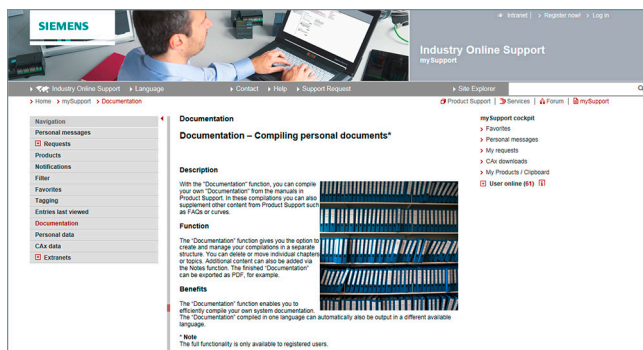 Intranet | Register now! Log in
SIEMENS
Industry Online Support
mySupport
Industry Online Support Language Contact Help Support Request Site Explorer
Home mySupport Documentation Product Support | Services | Forum | mySupport
Navigation
Personal messages
Requests
Products
Notifications
Filter
Favorites
Tagging
Entries last viewed
Documentation
Personal data
CAx data
Extranets
Documentation
Documentation – Compiling personal documents*
Description
With the "Documentation" function, you can compile
your own "Documentation" from the manuals in
Product Support. In these compilations you can also
supplement other content from Product Support such
as FAQs or curves.
Function
The "Documentation" function gives you the option to
create and manage your compilations in a separate
structure. You can delete or move individual chapters
or topics. Additional content can also be added via
the Notes function. The finished "Documentation"
can be exported as PDF, for example.
Benefits
The "Documentation" function enables you to
efficiently compile your own system documentation.
The "Documentation" compiled in one language can automatically also be output in a different available
language.
* Note
The full functionality is only available to registered users.
mySupport cockpit
Favorites
Personal messages
My requests
CAx downloads
My Products / Clipboard
User online (61)